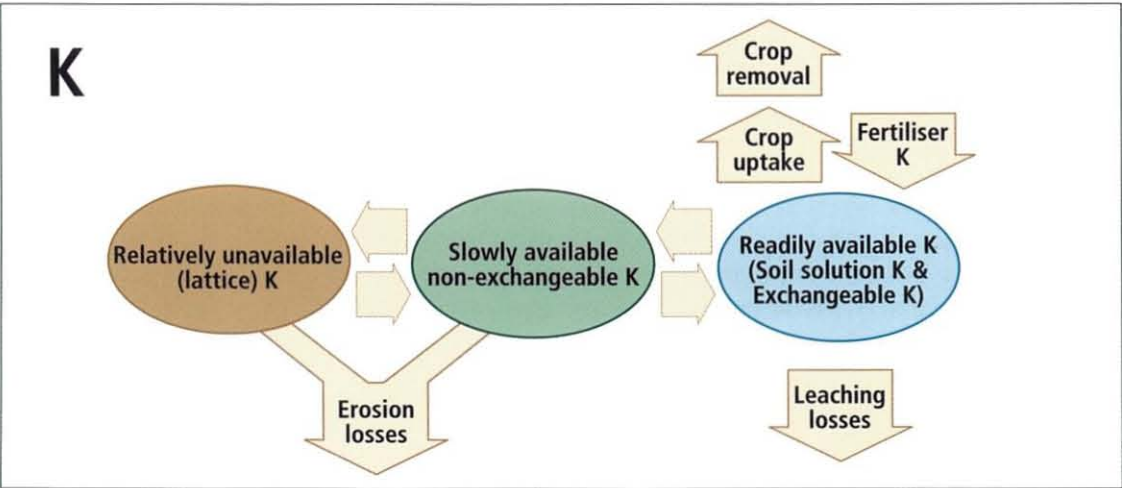 K
Crop
removal
Crop
uptake
Fertiliser
K
Relatively unavailable
(lattice) K
Slowly available
non-exchangeable K
Readily available K
(Soil solution K &
Exchangeable K)
Erosion
losses
Leaching
losses